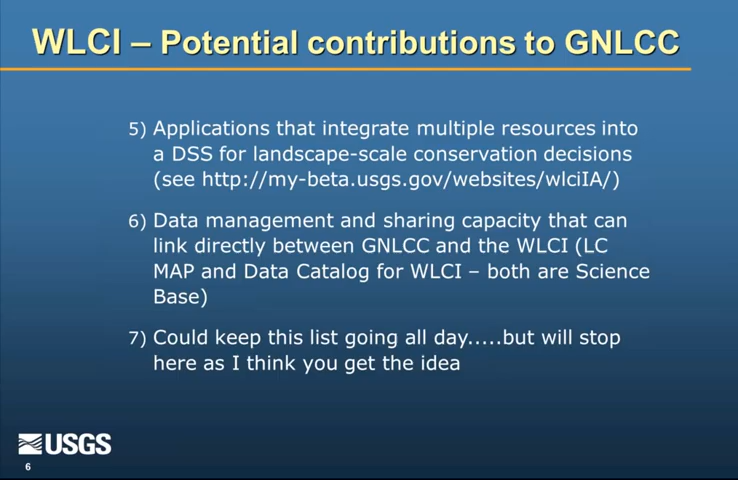 WLCI – Potential contributions to GNLCC
5) Applications that integrate multiple resources into
a DSS for landscape-scale conservation decisions
(see http://my-beta.usgs.gov/websites/wlciIA/)
6) Data management and sharing capacity that can
link directly between GNLCC and the WLCI (LC
MAP and Data Catalog for WLCI – both are Science
Base)
7) Could keep this list going all day.....but will stop
here as I think you get the idea
USGS
6